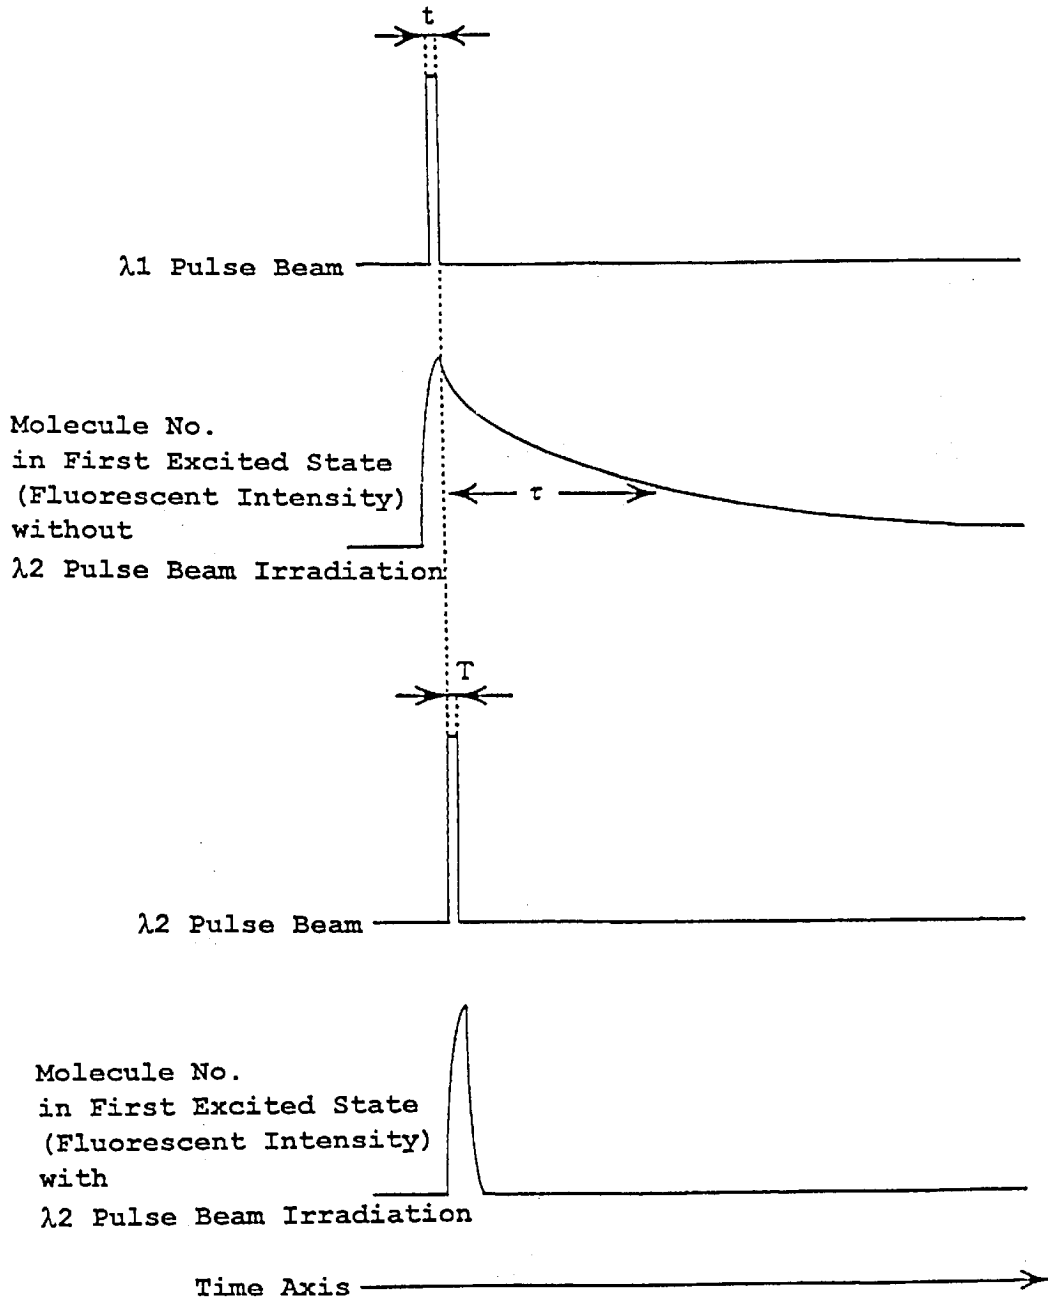 t
λ1 Pulse Beam
Molecule No.
in First Excited State
(Fluorescent Intensity)
without
λ2 Pulse Beam Irradiation
τ
T
λ2 Pulse Beam
Molecule No.
in First Excited State
(Fluorescent Intensity)
with
λ2 Pulse Beam Irradiation
Time Axis